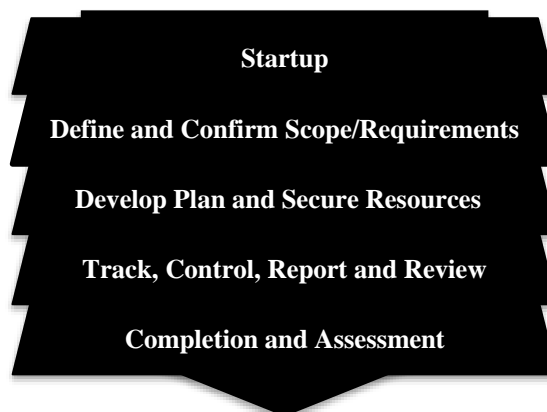 Startup
Define and Confirm Scope/Requirements
Develop Plan and Secure Resources
Track, Control, Report and Review
Completion and Assessment